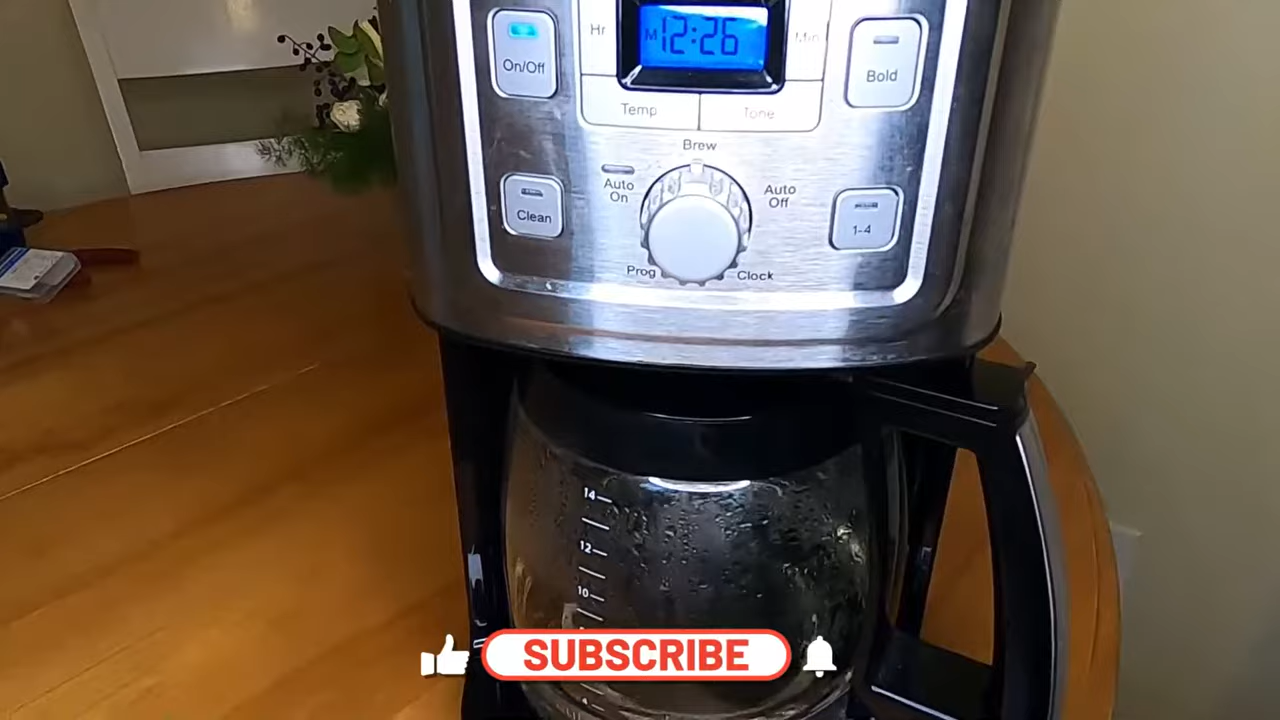 On/Off
Hr
M 12:26
Min
Bold
Temp
Tone
Brew
Auto
On
Auto
Off
Clean
1-4
Prog
Clock
14
12
10
SUBSCRIBE